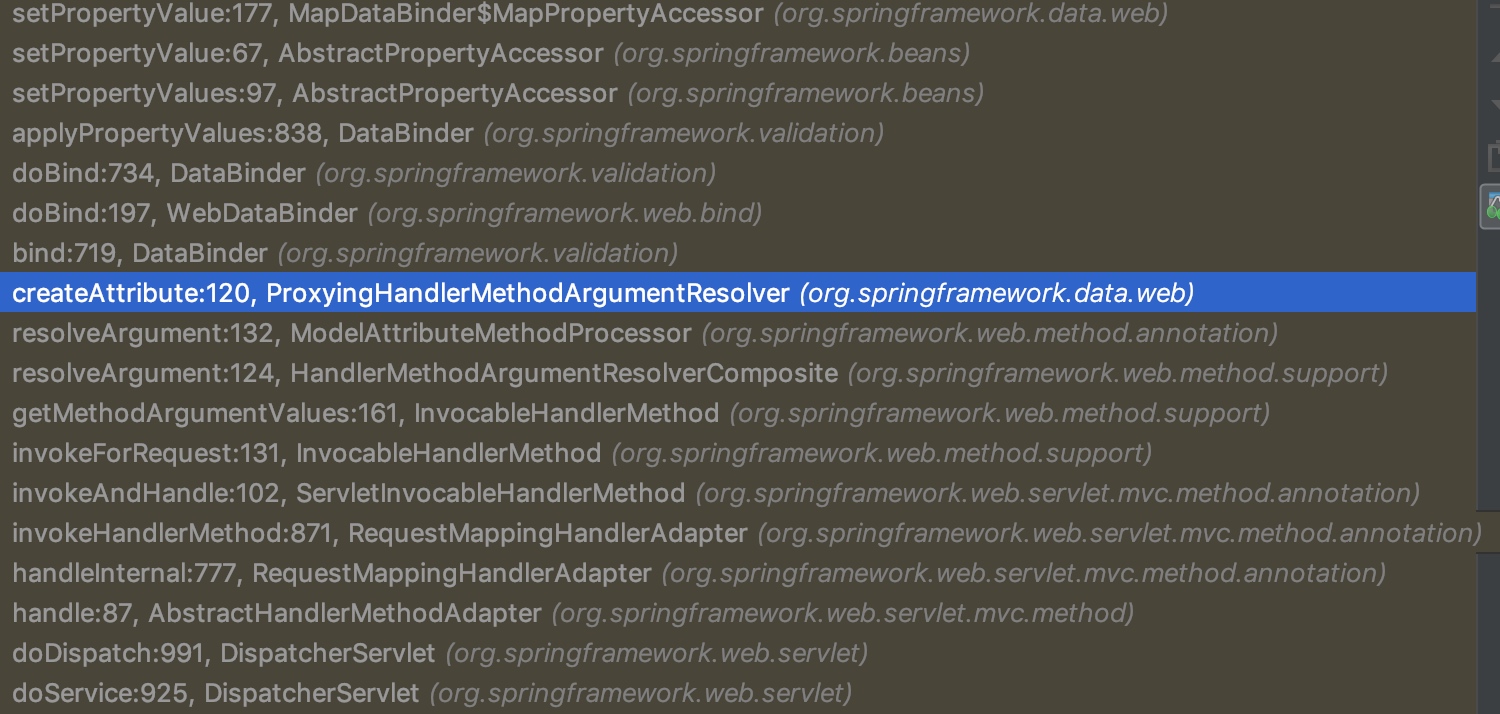 setPropertyValue:177, MapDataBinder$MapPropertyAccessor (org.springframework.data.web)
setPropertyValue:67, AbstractPropertyAccessor (org.springframework.beans)
setPropertyValues:97, AbstractPropertyAccessor (org.springframework.beans)
applyPropertyValues:838, DataBinder (org.springframework.validation)
doBind:734, DataBinder (org.springframework.validation)
doBind:197, WebDataBinder (org.springframework.web.bind)
bind:719, DataBinder (org.springframework.validation)
createAttribute:120, ProxyingHandlerMethodArgumentResolver (org.springframework.data.web)
resolveArgument:132, ModelAttributeMethodProcessor (org.springframework.web.method.annotation)
resolveArgument:124, HandlerMethodArgumentResolverComposite (org.springframework.web.method.support)
getMethodArgumentValues:161, InvocableHandlerMethod (org.springframework.web.method.support)
invokeForRequest:131, InvocableHandlerMethod (org.springframework.web.method.support)
invokeAndHandle:102, ServletInvocableHandlerMethod (org.springframework.web.servlet.mvc.method.annotation)
invokeHandlerMethod:871, RequestMappingHandlerAdapter (org.springframework.web.servlet.mvc.method.annotation)
handleInternal:777, RequestMappingHandlerAdapter (org.springframework.web.servlet.mvc.method.annotation)
handle:87, AbstractHandlerMethodAdapter (org.springframework.web.servlet.mvc.method)
doDispatch:991, DispatcherServlet (org.springframework.web.servlet)
doService:925, DispatcherServlet (org.springframework.web.servlet)